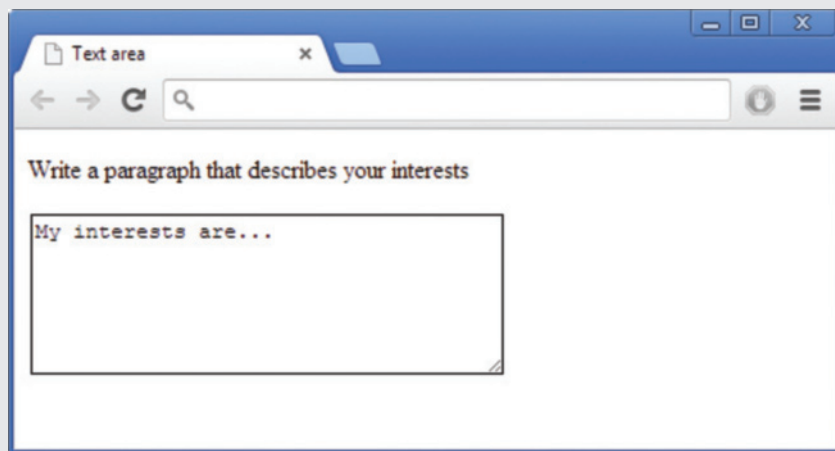 Text area
Write a paragraph that describes your interests
My interests are...